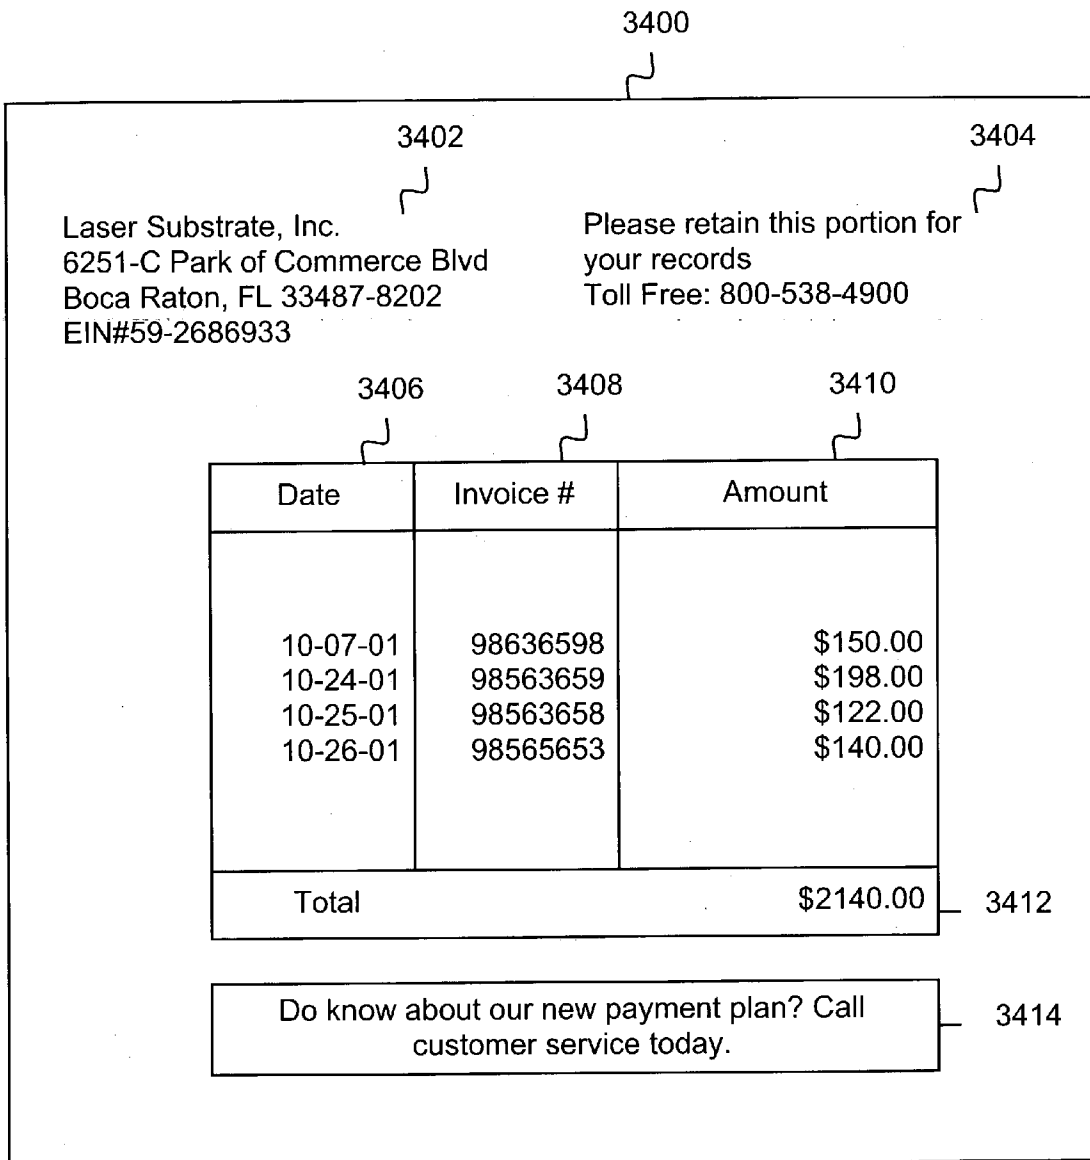 3400
3402 3404
Laser Substrate, Inc.
6251-C Park of Commerce Blvd
Boca Raton, FL 33487-8202
EIN#59-2686933
Please retain this portion for
your records
Toll Free: 800-538-4900
3406 3408 3410
Date Invoice # Amount
10-07-01 98636598 $150.00
10-24-01 98563659 $198.00
10-25-01 98563658 $122.00
10-26-01 98565653 $140.00
Total $2140.00 3412
Do know about our new payment plan? Call
customer service today.
3414